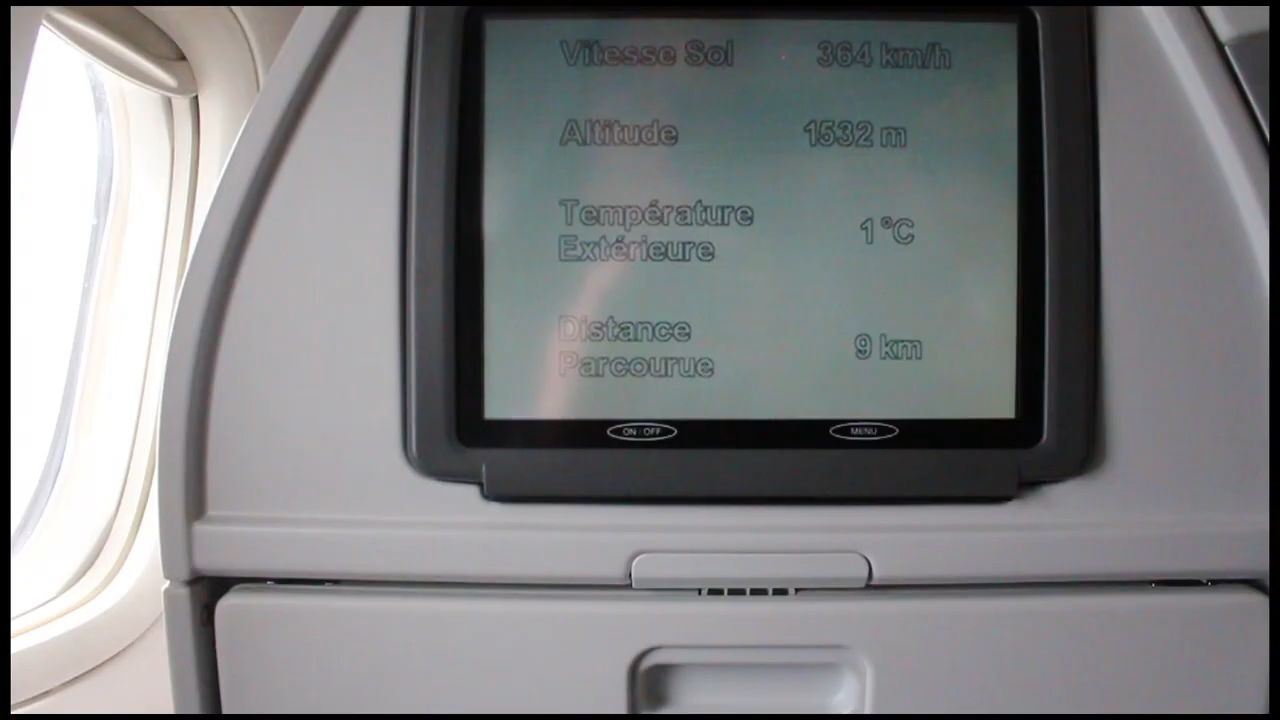 Vitesse Sol 364 km/h
Altitude 1532 m
Température
Extérieure 1 °C
Distance
Parcourue 9 km
ON - OFF MENU